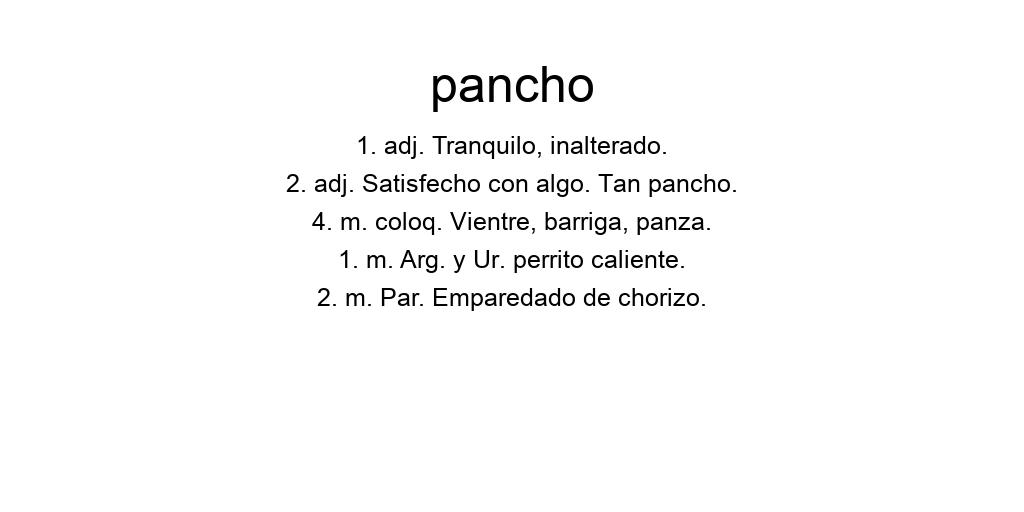 pancho
1. adj. Tranquilo, inalterado.
2. adj. Satisfecho con algo. Tan pancho.
4. m. coloq. Vientre, barriga, panza.
1. m. Arg. y Ur. perrito caliente.
2. m. Par. Emparedado de chorizo.